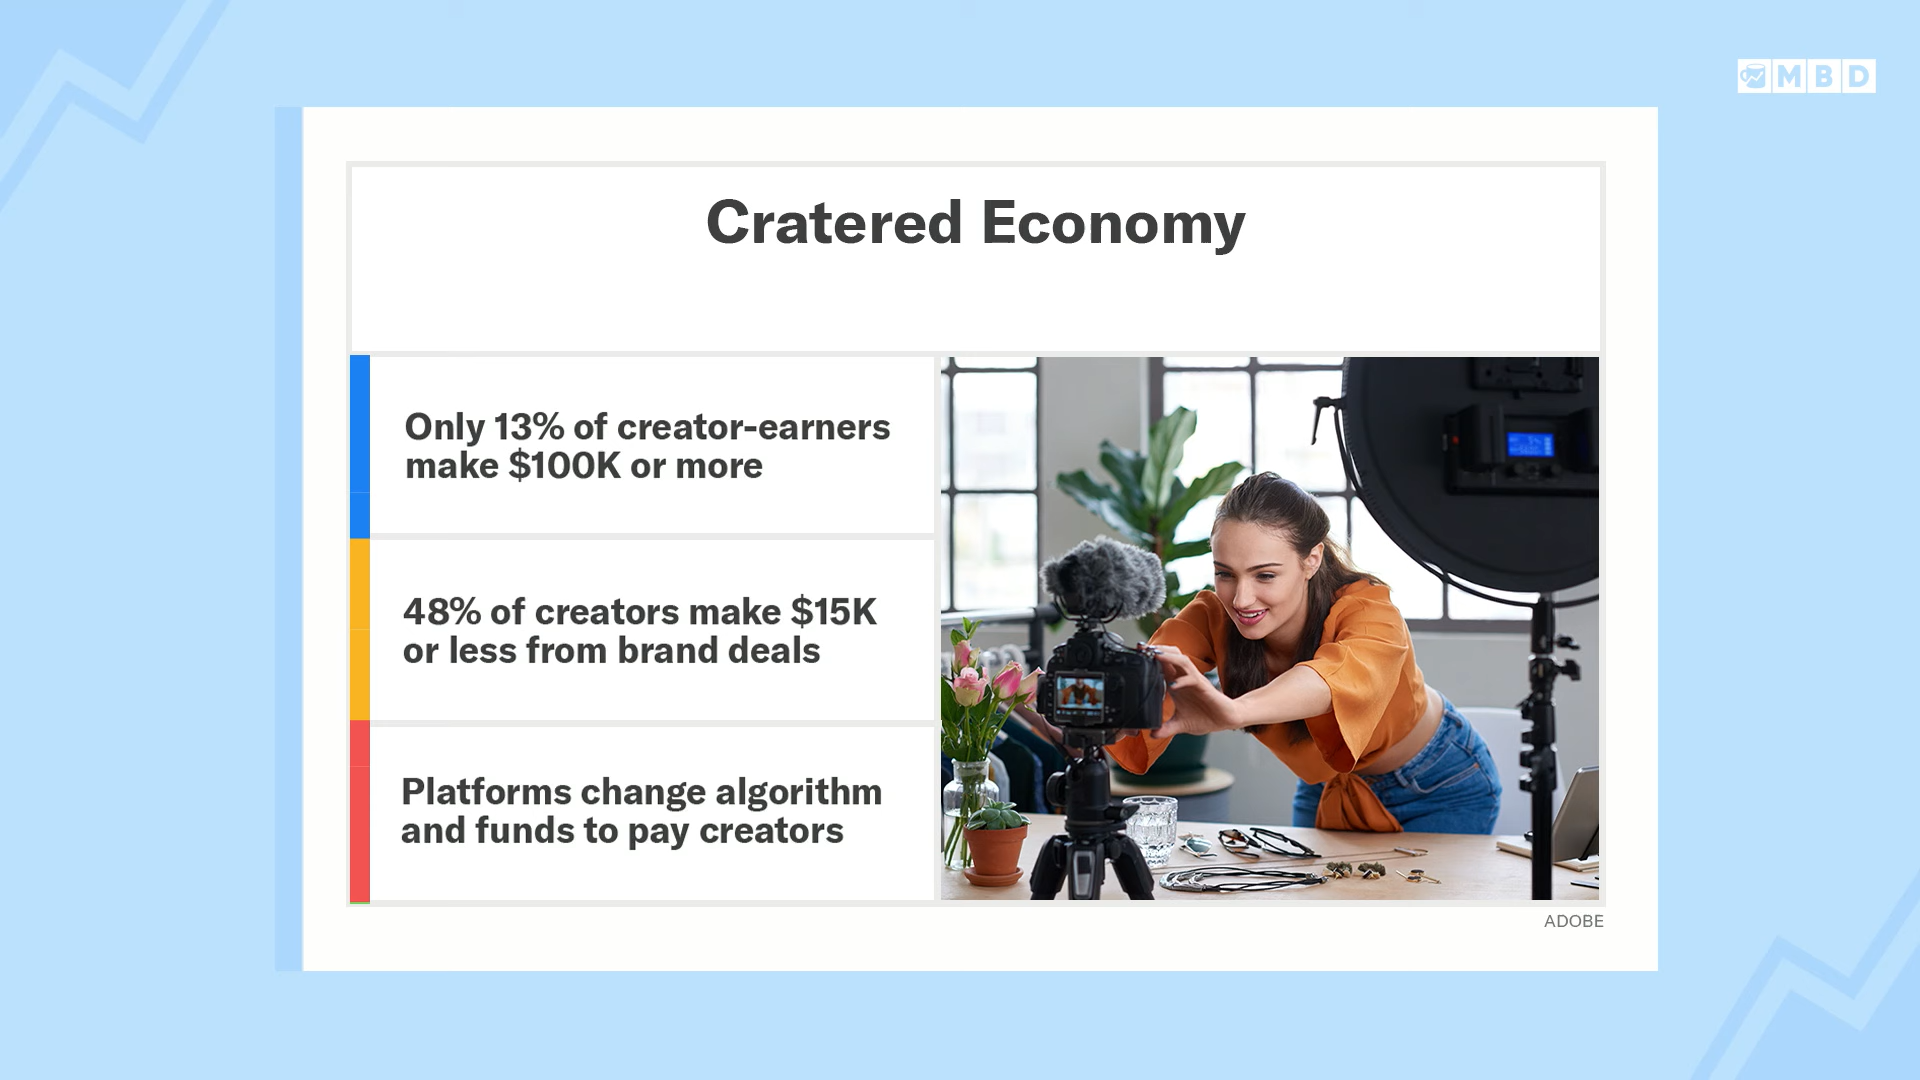 MBD
Cratered Economy
Only 13% of creator-earners
make $100K or more
48% of creators make $15K
or less from brand deals
Platforms change algorithm
and funds to pay creators
ADOBE